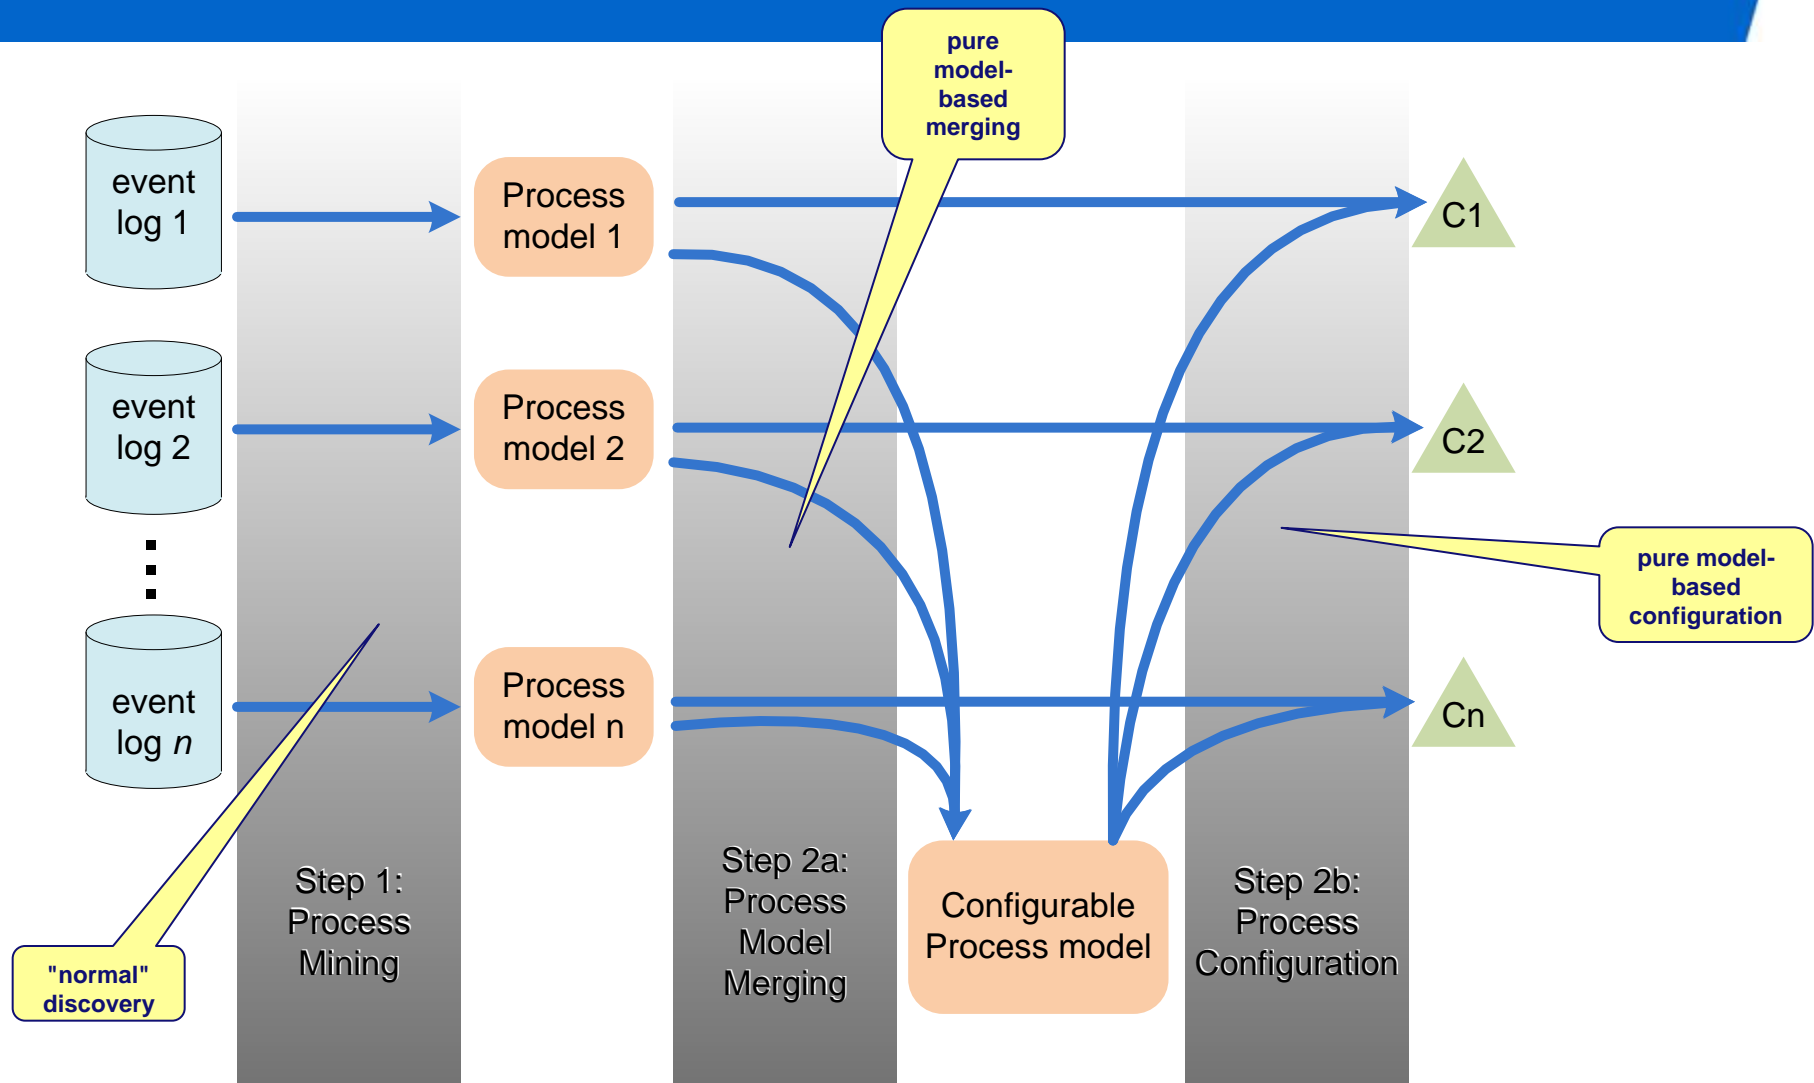 pure
model-
based
merging
event
log 1
Process
model 1
C1
event
log 2
Process
model 2
C2
pure model-
based
configuration
event
log n
Process
model n
Cn
Step 1:
Process
Mining
Step 2a:
Process
Model
Merging
Configurable
Process model
Step 2b:
Process
Configuration
"normal"
discovery